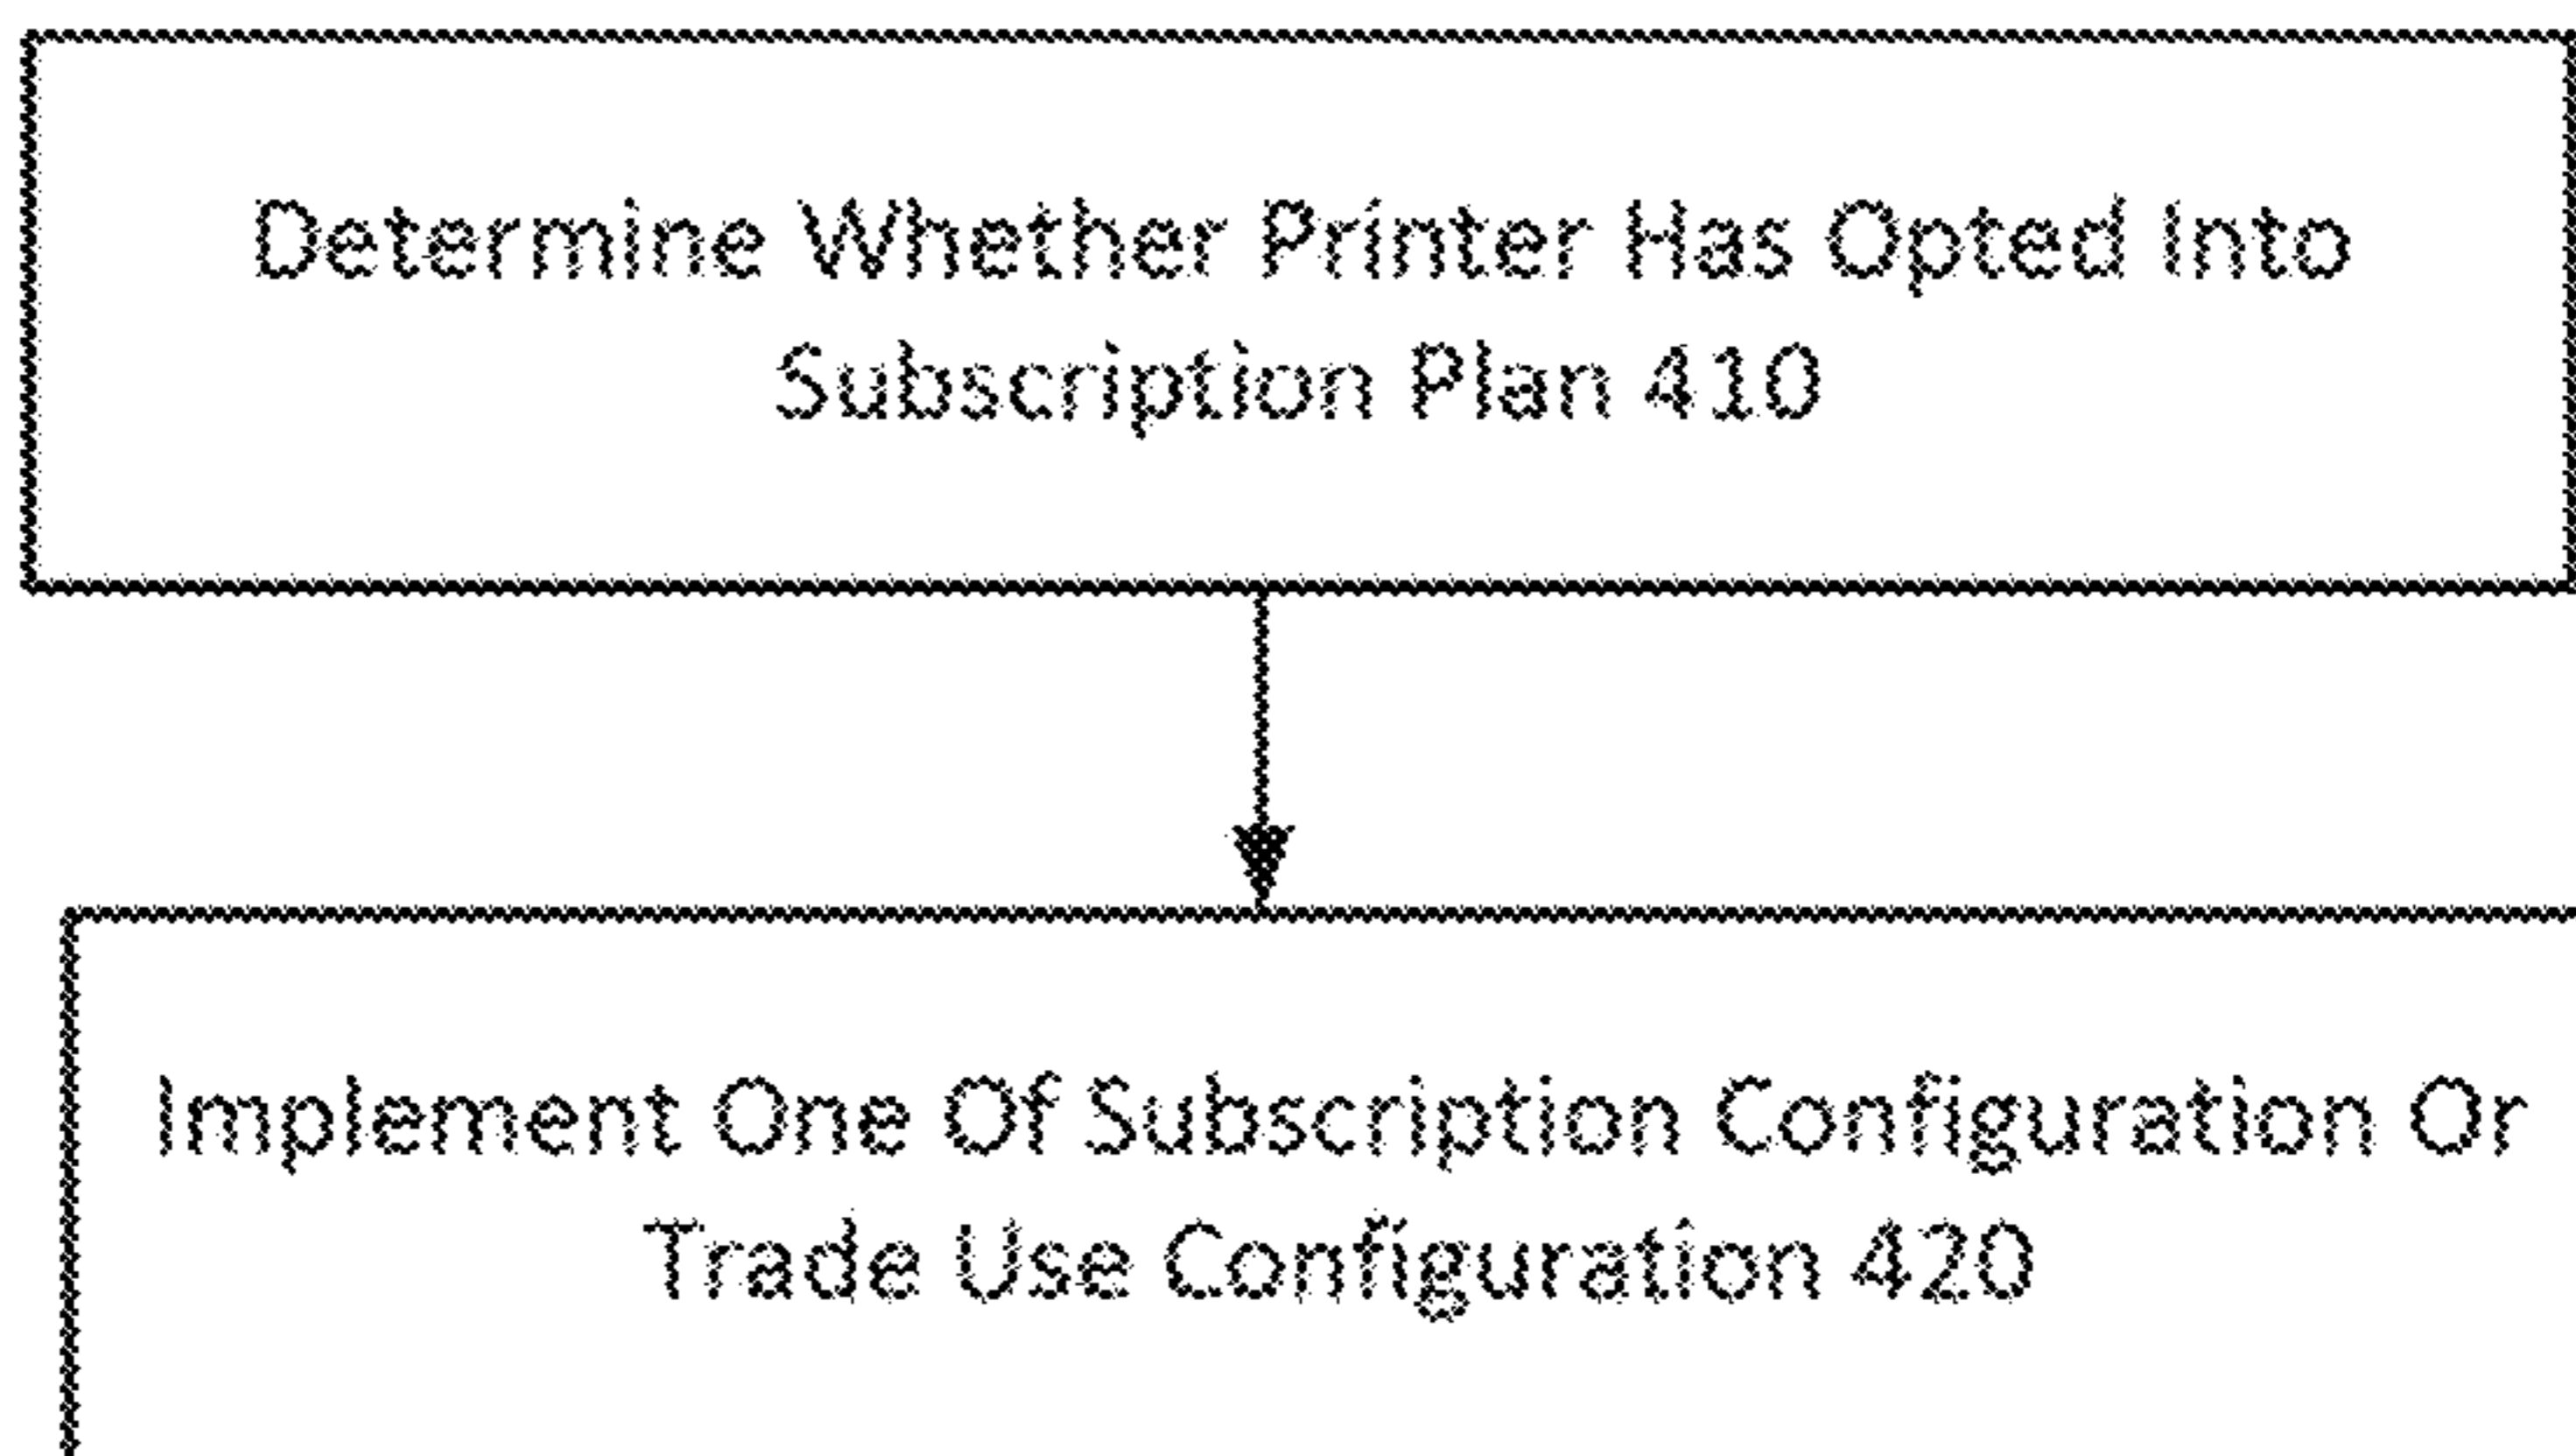 Determine Whether Printer Has Opted Into
Subscription Plan 410
Implement One Of Subscription Configuration Or
Trade Use Configuration 420